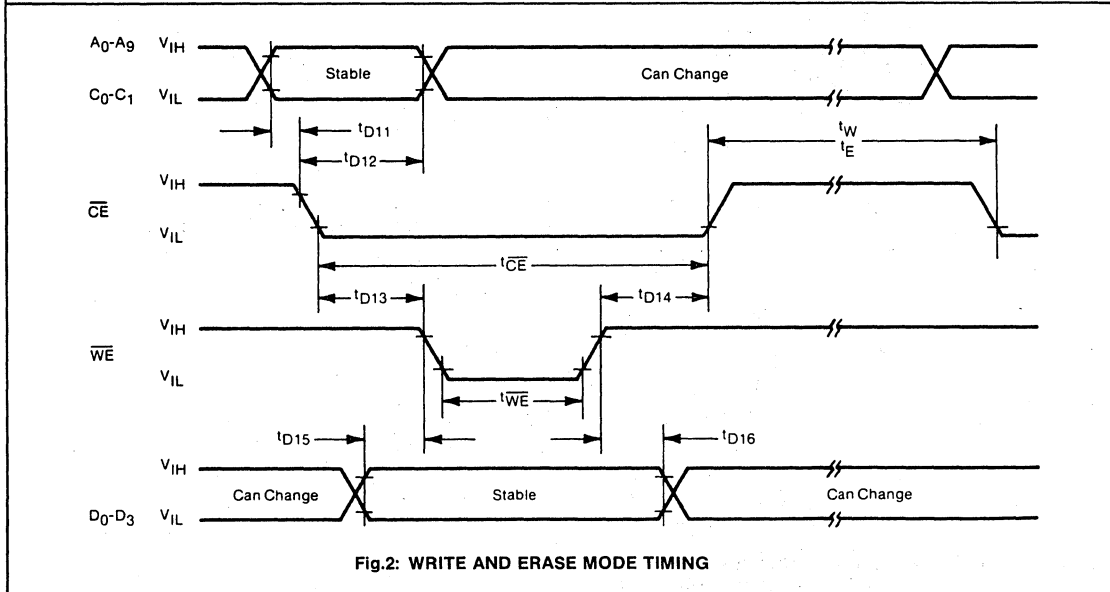 A0-A9 VIH
Stable Can Change
C0-C1 VIL
tD11
tW
tE
tD12
VIH
CE
VIL
tCE
tD13 tD14
VIH
WE
VIL
tWE
tD15 tD16
VIH
Can Change Stable Can Change
D0-D3 VIL
Fig.2: WRITE AND ERASE MODE TIMING